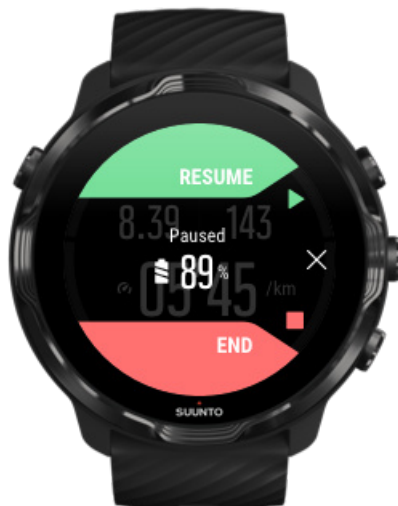 RESUME
8.39 143
Paused
89%
05'45 /km
END
SUUNTO